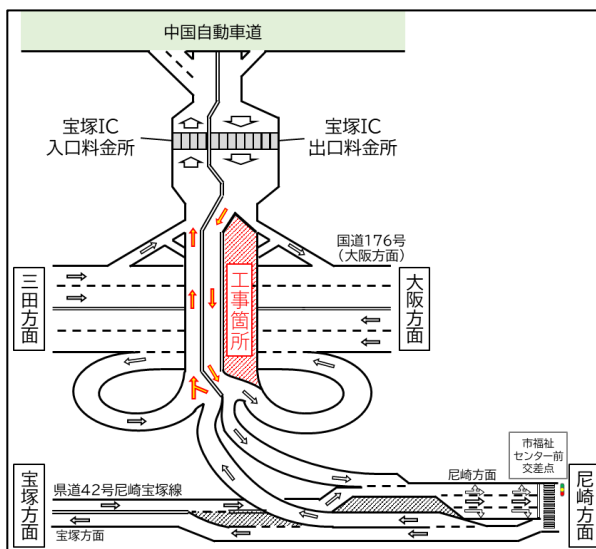 中国自動車道
宝塚IC
入口料金所
宝塚IC
出口料金所
国道176号
(大阪方面)
三田方面
工事箇所
大阪方面
市福祉
センター前
交差点
宝塚方面
県道42号尼崎宝塚線
尼崎方面
尼崎方面
宝塚方面